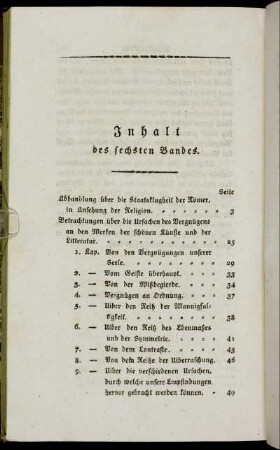 Inhalt
des sechsten Bandes.
Seite
Abhandlung über die Staatsklugheit der Römer,
in Ansehung der Religion. - - - - - - - 3
Betrachtungen über die Ursachen des Vergnügens
an den Werken der schönen Künste und der
Litteratur. - - - - - - - - - - 25
1. Kap. Von den Vergnügungen unserer
Seele. - - - - - - - - 29
2. — Vom Geiste überhaupt. - - - 33
3. — Von der Wißbegierde. - - - 34
4. — Vergnügen an Ordnung. - - - 37
5. — Uiber den Reitz der Mannigfal-
tigkeit. - - - - - - - 38
6. — Uiber den Reitz des Ebenmaßes
und der Symmetrie. - - - - 41
7. — Von dem Contraste. - - - - 43
8. — Von dem Reitze der Uiberraschung. 46
9. — Uiber die verschiedenen Ursachen,
durch welche unsere Empfindungen
hervor gebracht werden können. - 49